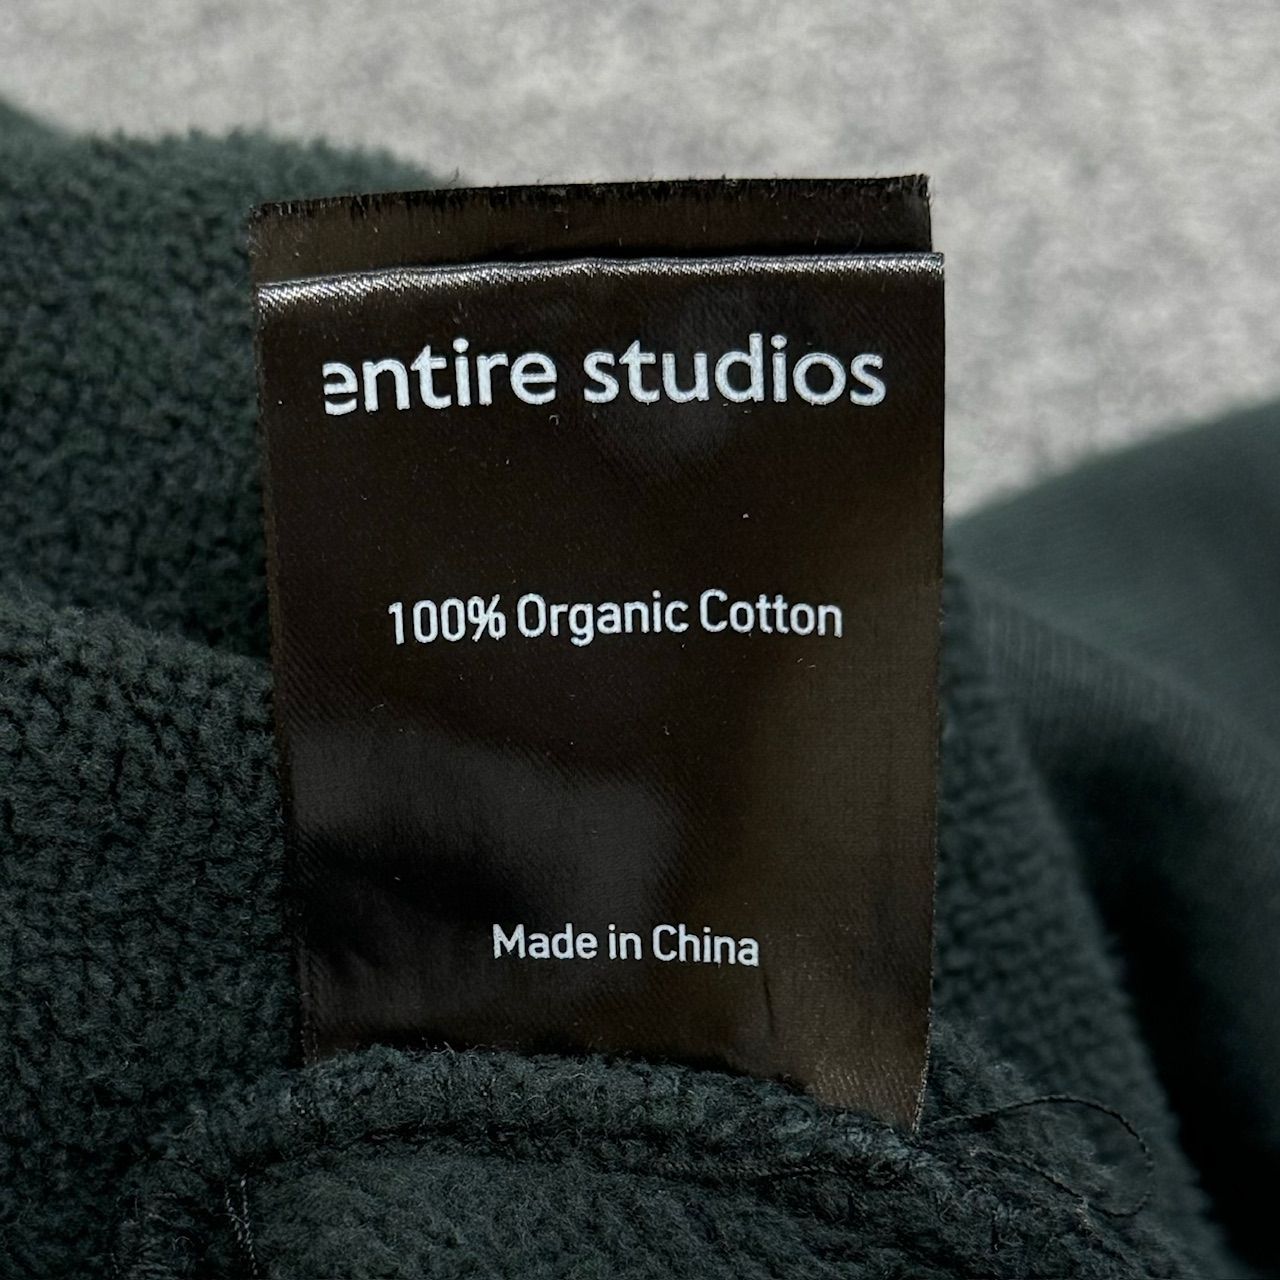 entire studios
100% Organic Cotton
Made in China